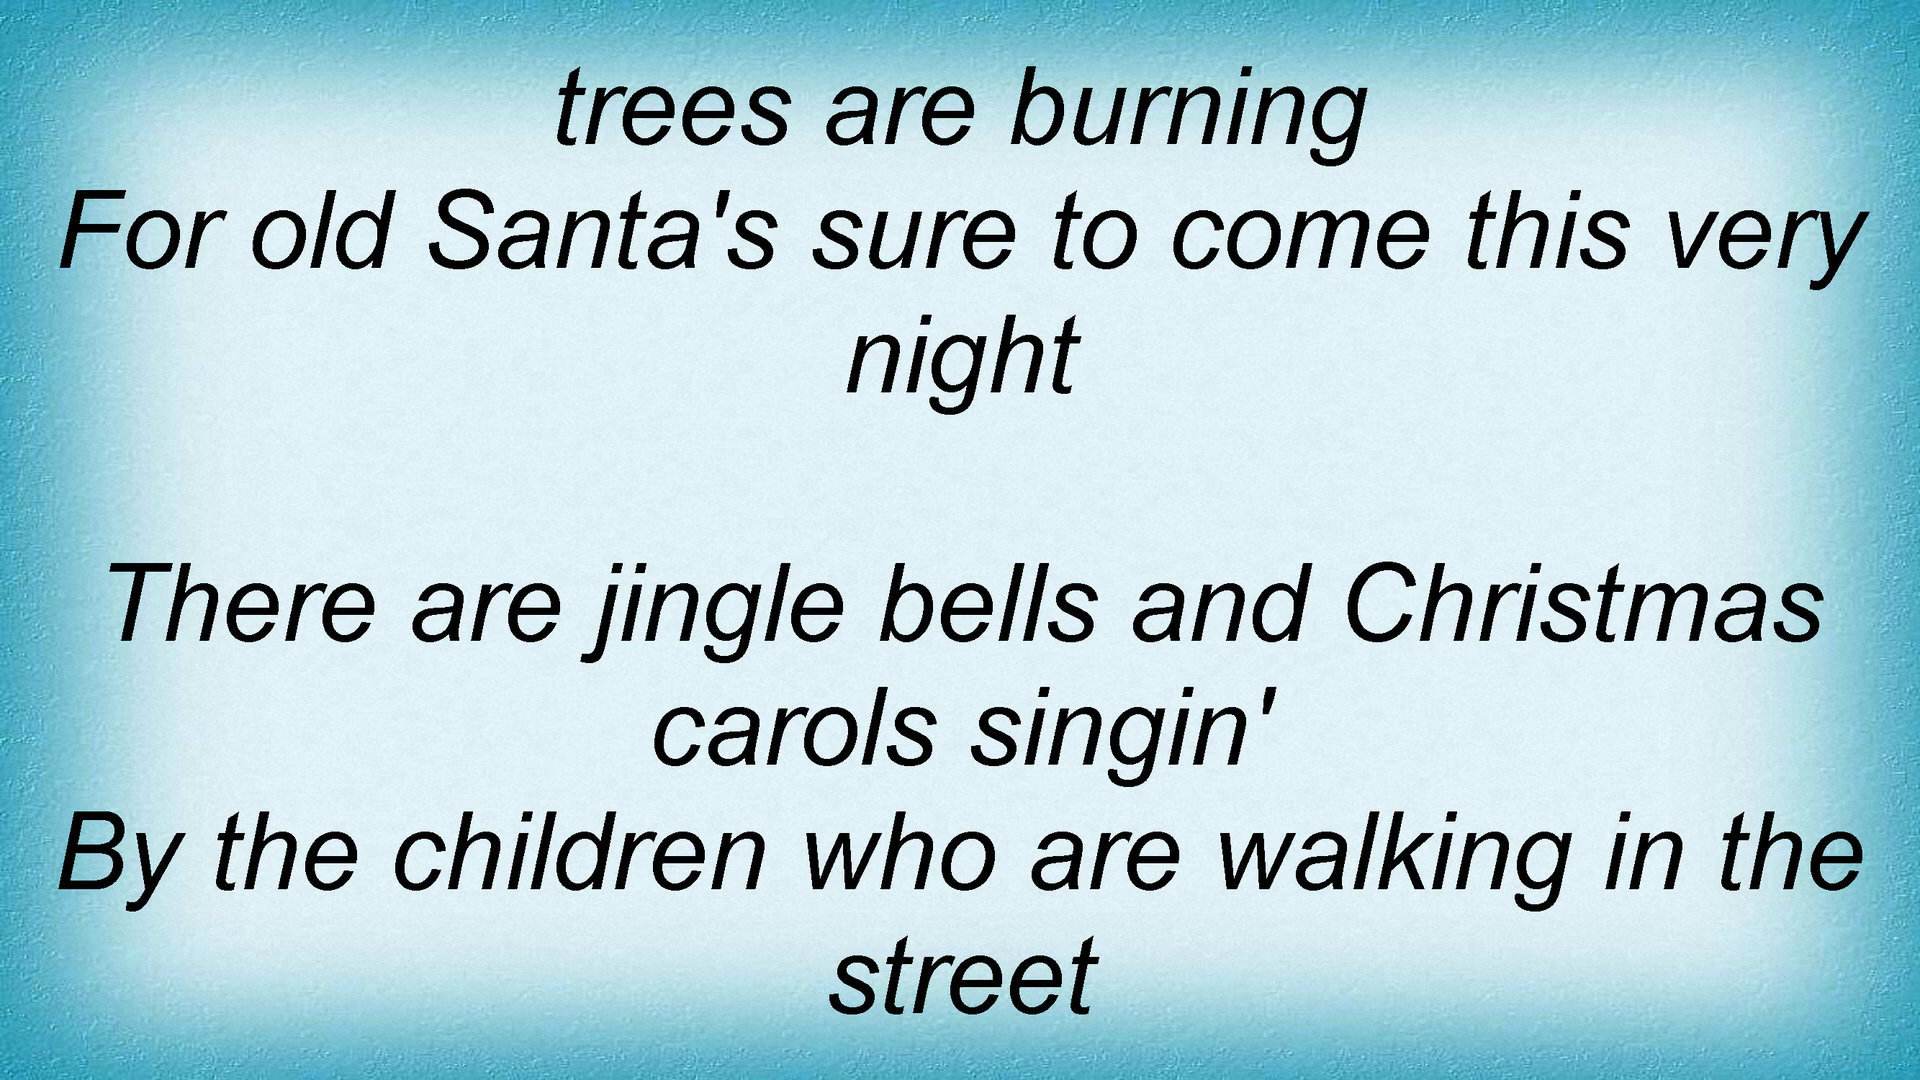 trees are burning
For old Santa's sure to come this very
night
There are jingle bells and Christmas
carols singin'
By the children who are walking in the
street